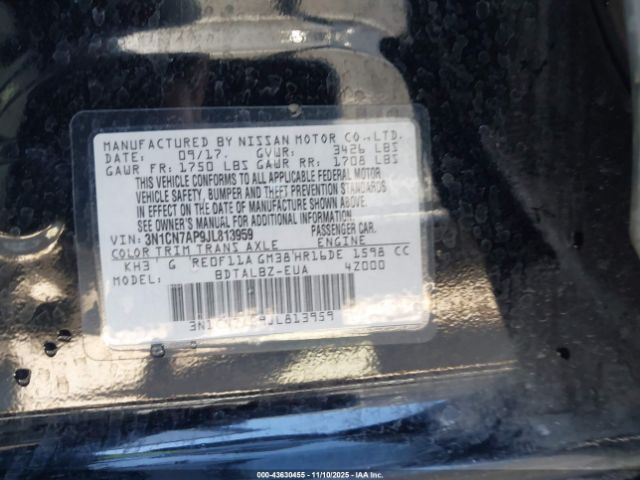 MANUFACTURED BY NISSAN MOTOR CO.,LTD.
DATE: 09/17. GVWR: 3426 LBS
GAWR FR: 1750 LBS GAWR RR: 1708 LBS
THIS VEHICLE CONFORMS TO ALL APPLICABLE FEDERAL MOTOR
VEHICLE SAFETY, BUMPER AND THEFT PREVENTION STANDARDS
IN EFFECT ON THE DATE OF MANUFACTURE SHOWN ABOVE.
SEE OWNER'S MANUAL FOR ADDITIONAL INFORMATION.
VIN: 3N1CN7AP9JL813959 PASSENGER CAR.
COLOR TRIM TRANS AXLE ENGINE
KH3 G RE0F11A GM38 HR16DE 1598 CC
MODEL: BDTALBZ-EUA 42000
000-43630455 - 11/10/2025 - IAA Inc.